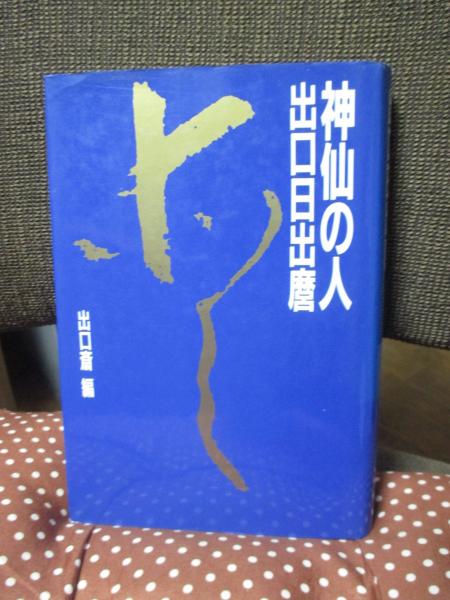 神仙の人
出口日出麿
出口斎 編